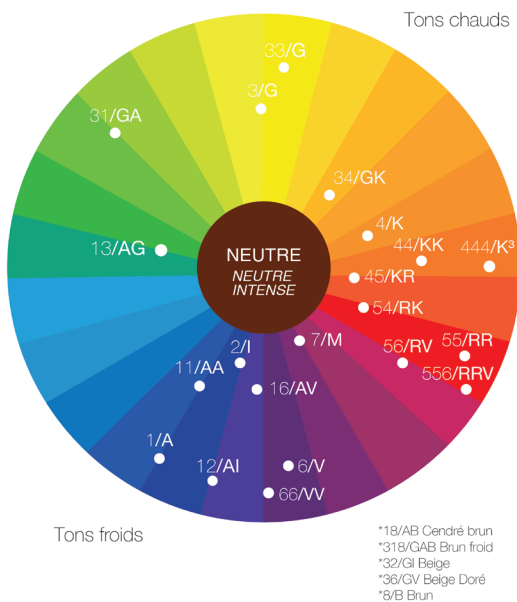 Tons chauds
33/G
3/G
31/GA
34/GK
4/K
13/AG
44/KK
444/K³
NEUTRE
NEUTRE
INTENSE
45/KR
54/RK
7/M
2/I
56/RV
55/RR
11/AA
556/RRV
16/AV
1/A
12/AI
6/V
66/VV
Tons froids
*18/AB Cendré brun
*318/GAB Brun froid
*32/GI Beige
*36/GV Beige Doré
*8/B Brun